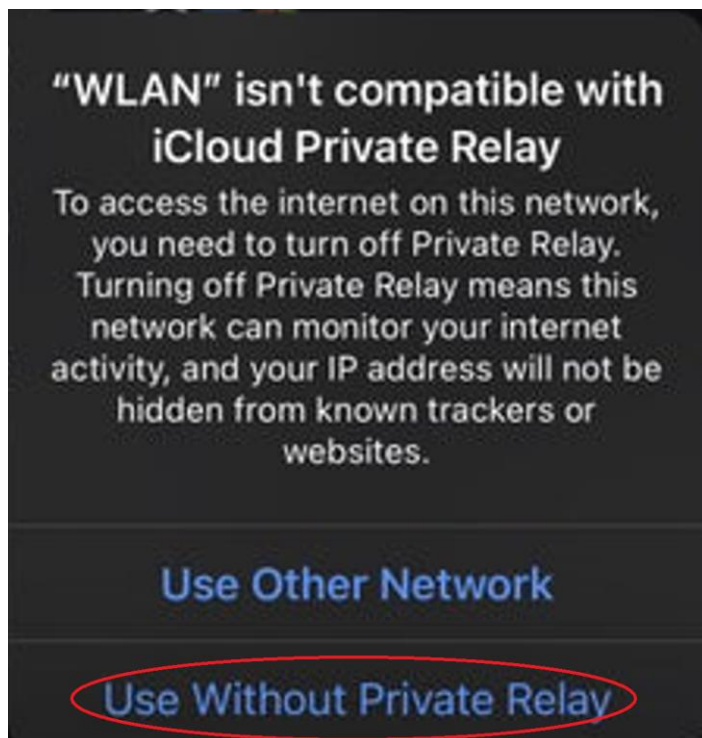 “WLAN” isn't compatible with
iCloud Private Relay
To access the internet on this network,
you need to turn off Private Relay.
Turning off Private Relay means this
network can monitor your internet
activity, and your IP address will not be
hidden from known trackers or
websites.
Use Other Network
Use Without Private Relay